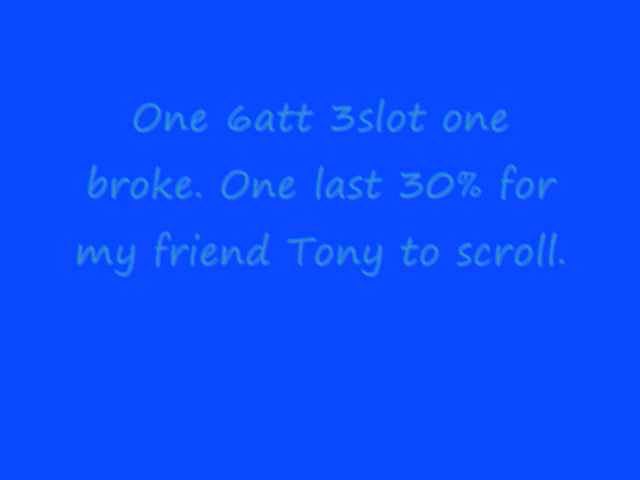 One 6att 3slot one
broke. One last 30% for
my friend Tony to scroll.